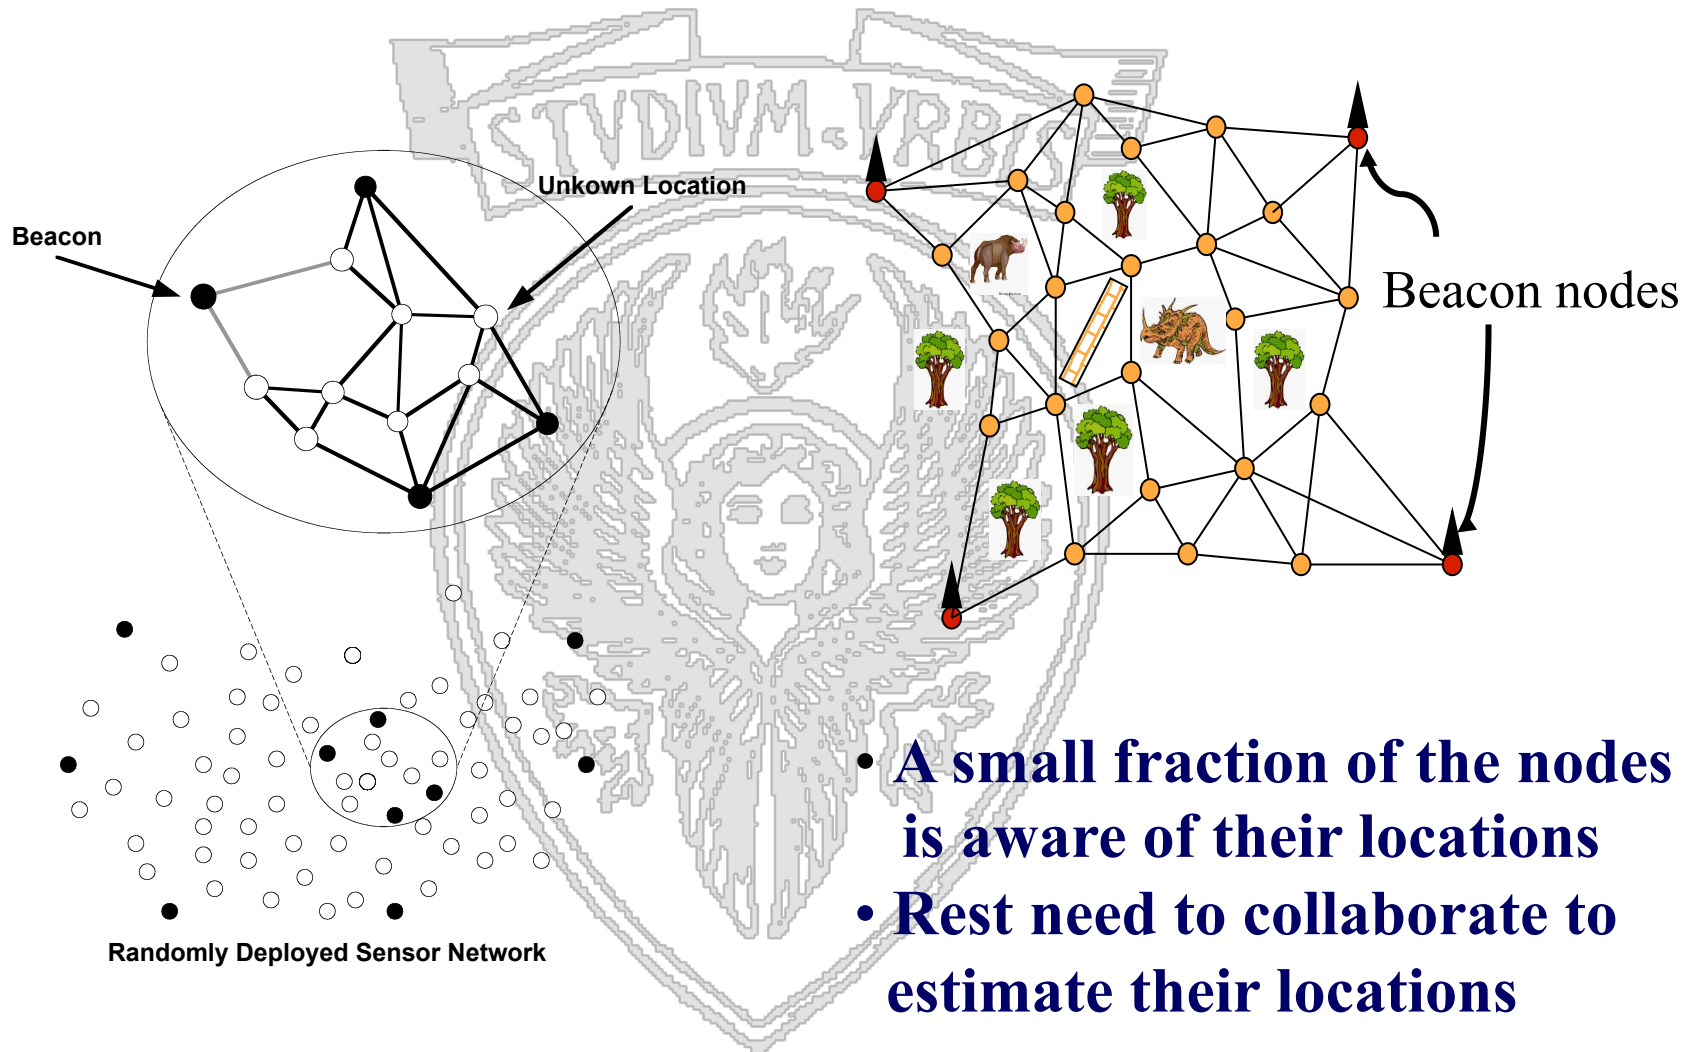 STVDIVM VRBIS
Beacon
Unkown Location
Beacon nodes
Randomly Deployed Sensor Network
• A small fraction of the nodes
is aware of their locations
• Rest need to collaborate to
estimate their locations